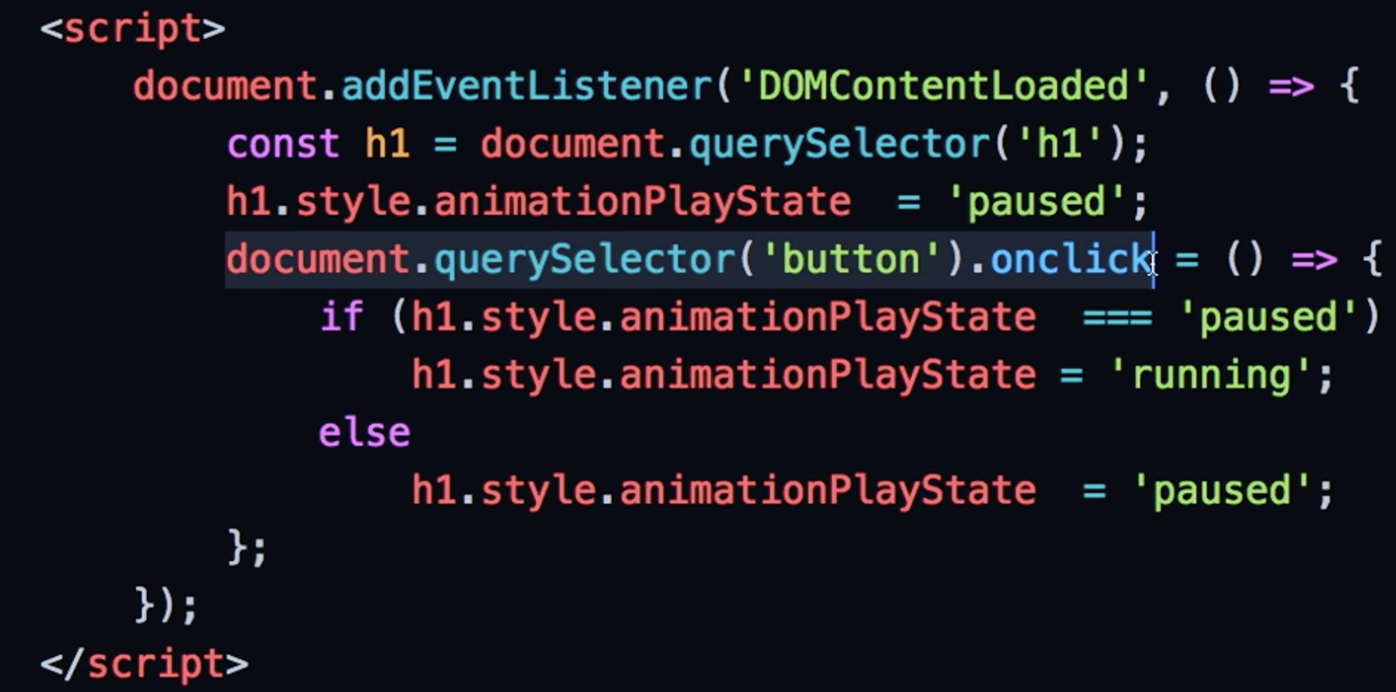 <script>
document.addEventListener('DOMContentLoaded', () => {
const h1 = document.querySelector('h1');
h1.style.animationPlayState  = 'paused';
document.querySelector('button').onclick = () => {
if (h1.style.animationPlayState  === 'paused')
h1.style.animationPlayState = 'running';
else
h1.style.animationPlayState  = 'paused';
};
});
</script>